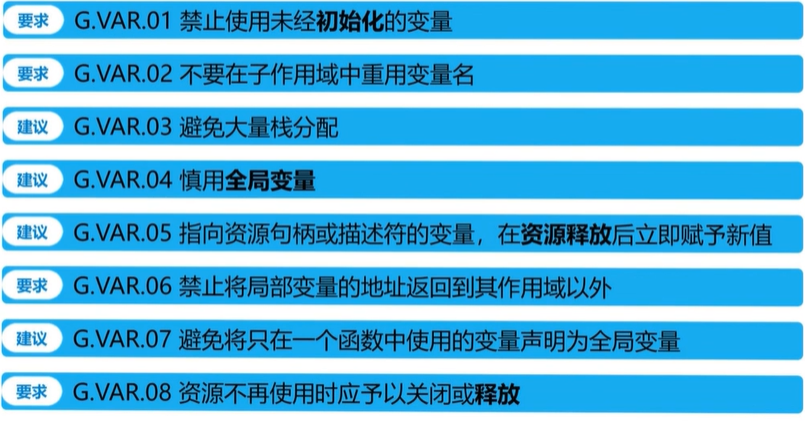 要求 G.VAR.01 禁止使用未经初始化的变量
要求 G.VAR.02 不要在子作用域中重用变量名
建议 G.VAR.03 避免大量栈分配
建议 G.VAR.04 慎用全局变量
建议 G.VAR.05 指向资源句柄或描述符的变量，在资源释放后立即赋予新值
要求 G.VAR.06 禁止将局部变量的地址返回到其作用域以外
建议 G.VAR.07 避免将只在一个函数中使用的变量声明为全局变量
要求 G.VAR.08 资源不再使用时应予以关闭或释放